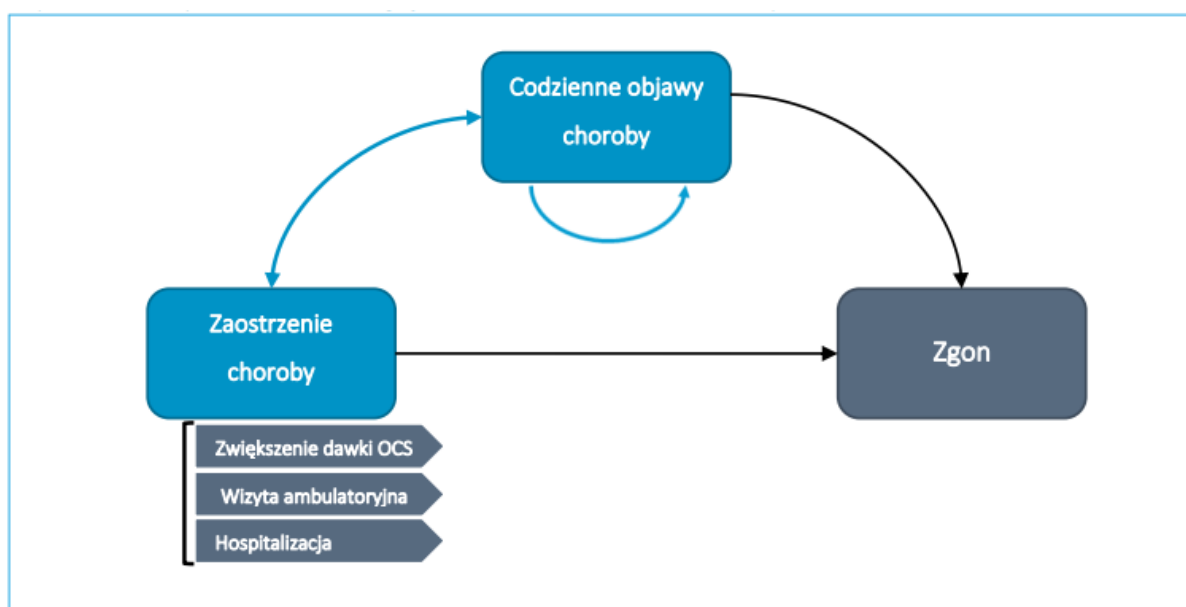 Codzienne objawy
choroby
Zaostrzenie
choroby
Zgon
Zwiększenie dawki OCS
Wizyta ambulatoryjna
Hospitalizacja